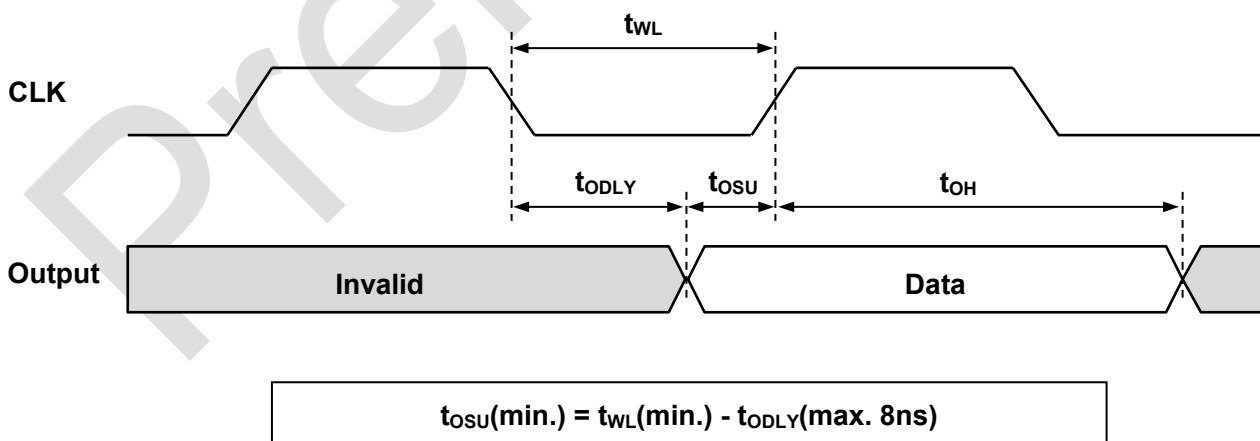 tWL
CLK
tODLY
tOSU
tOH
Output
Invalid
Data
tOSU(min.) = tWL(min.) - tODLY(max. 8ns)